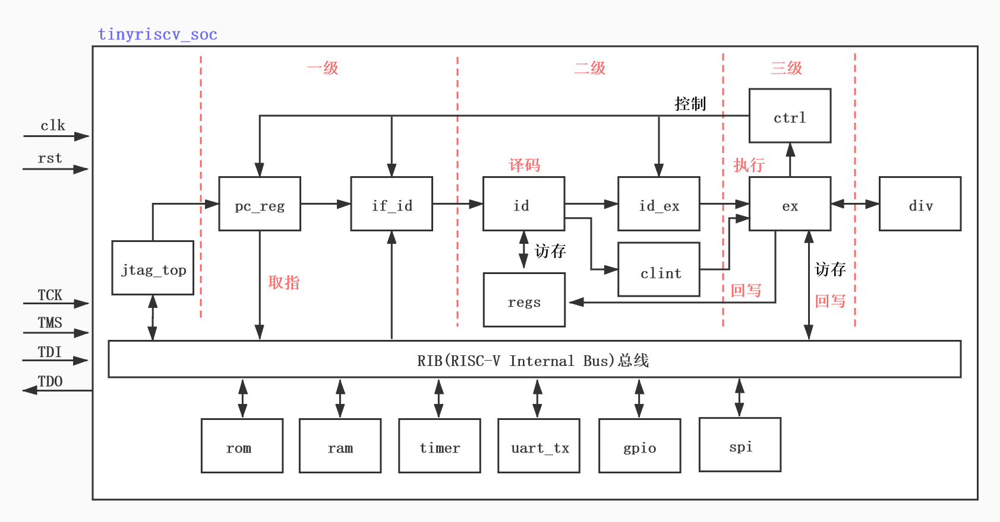 tinyriscv_soc
一级
二级
三级
控制
ctrl
clk
rst
译码
执行
pc_reg
if_id
id
id_ex
ex
div
jtag_top
访存
访存
clint
取指
回写
回写
regs
TCK
TMS
TDI
TDO
RIB(RISC-V Internal Bus)总线
rom
ram
timer
uart_tx
gpio
spi